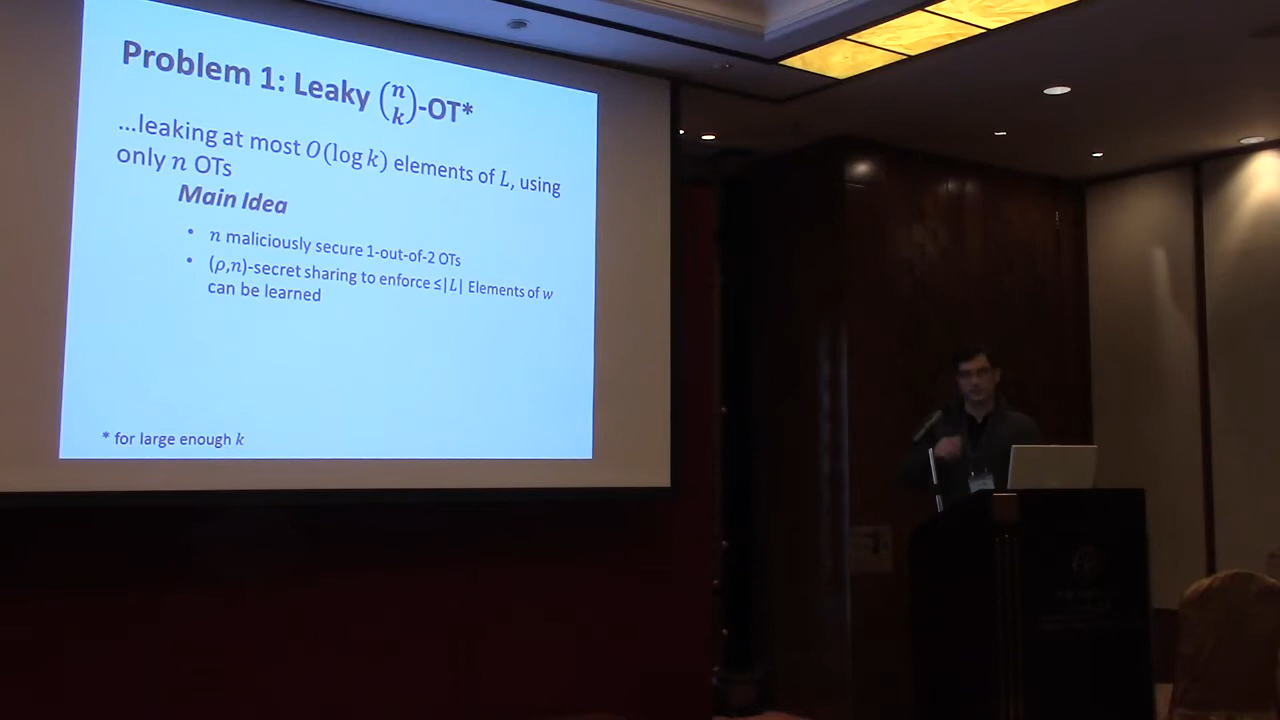 Problem 1: Leaky (n k)-OT*
...leaking at most O(log k) elements of L, using
only n OTs
Main Idea
• n maliciously secure 1-out-of-2 OTs
• (ρ,n)-secret sharing to enforce ≤|L| Elements of w
can be learned
* for large enough k